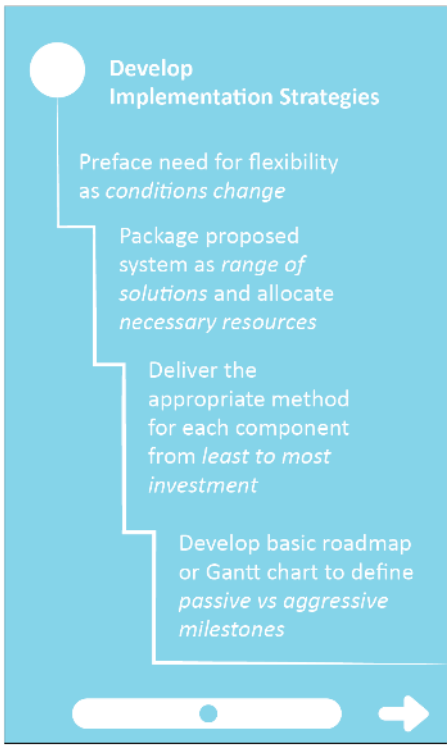 Develop
Implementation Strategies
Preface need for flexibility
as conditions change
Package proposed
system as range of
solutions and allocate
necessary resources
Deliver the
appropriate method
for each component
from least to most
investment
Develop basic roadmap
or Gantt chart to define
passive vs aggressive
milestones